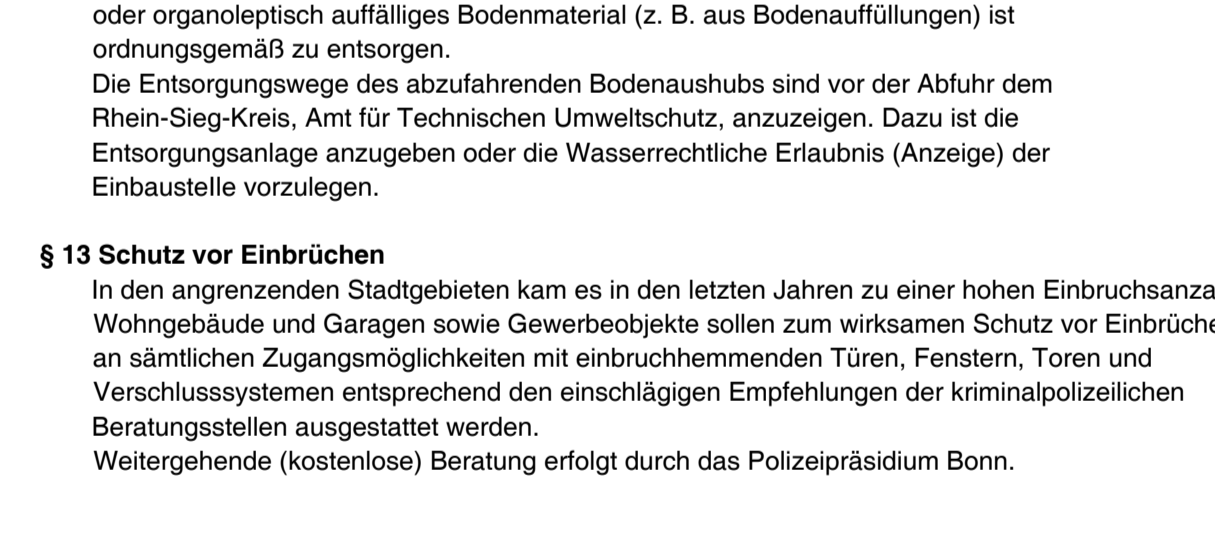 oder organoleptisch auffälliges Bodenmaterial (z. B. aus Bodenauffüllungen) ist
ordnungsgemäß zu entsorgen.
Die Entsorgungswege des abzufahrenden Bodenaushubs sind vor der Abfuhr dem
Rhein-Sieg-Kreis, Amt für Technischen Umweltschutz, anzuzeigen. Dazu ist die
Entsorgungsanlage anzugeben oder die Wasserrechtliche Erlaubnis (Anzeige) der
Einbaustelle vorzulegen.
§ 13 Schutz vor Einbrüchen
In den angrenzenden Stadtgebieten kam es in den letzten Jahren zu einer hohen
Wohngebäude und Garagen sowie Gewerbeobjekte sollen zum wirksamen Schutz vor
an sämtlichen Zugangsmöglichkeiten mit einbruchhemmenden Türen, Fenstern, Toren und
Verschlusssystemen entsprechend den einschlägigen Empfehlungen der kriminalpolizeilichen
Beratungsstellen ausgestattet werden.
Weitergehende (kostenlose) Beratung erfolgt durch das Polizeipräsidium Bonn.